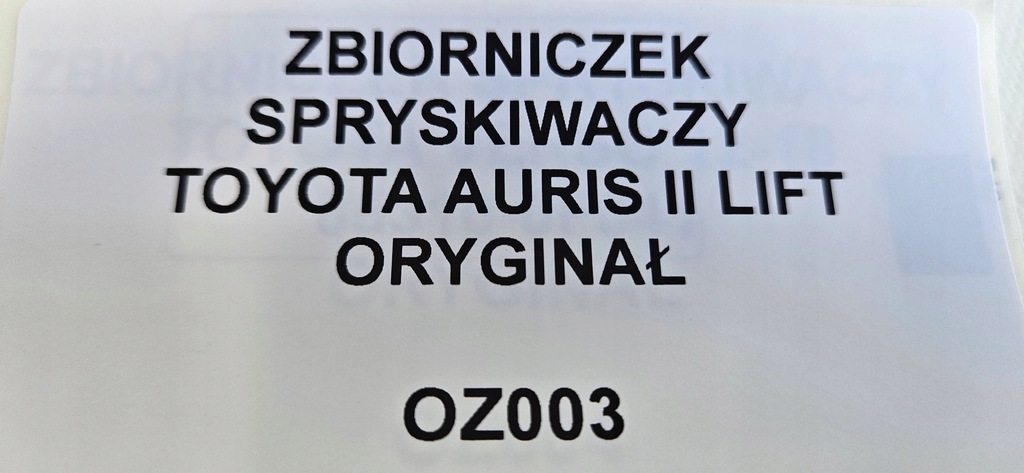 ZBIORNICZEK
SPRYSKIWACZY
TOYOTA AURIS II LIFT
ORYGINAŁ
OZ003